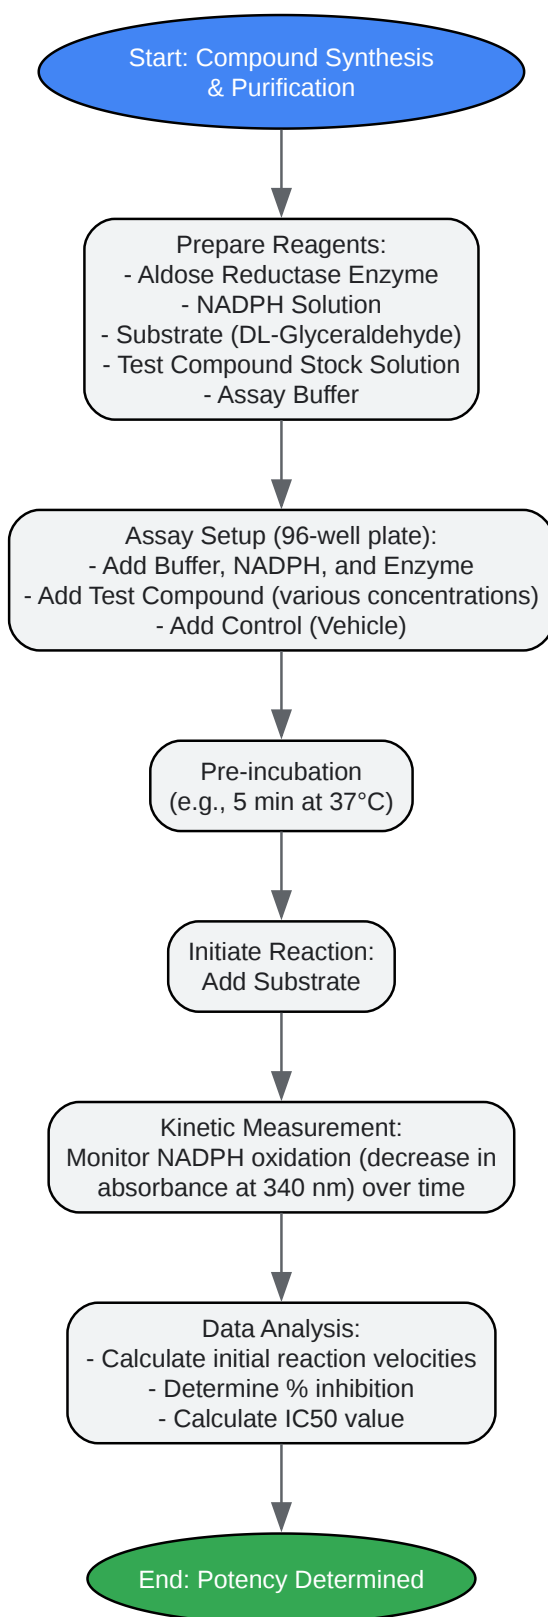 Start: Compound Synthesis
& Purification
Prepare Reagents:
- Aldose Reductase Enzyme
- NADPH Solution
- Substrate (DL-Glyceraldehyde)
- Test Compound Stock Solution
- Assay Buffer
Assay Setup (96-well plate):
- Add Buffer, NADPH, and Enzyme
- Add Test Compound (various concentrations)
- Add Control (Vehicle)
Pre-incubation
(e.g., 5 min at 37°C)
Initiate Reaction:
Add Substrate
Kinetic Measurement:
Monitor NADPH oxidation (decrease in
absorbance at 340 nm) over time
Data Analysis:
- Calculate initial reaction velocities
- Determine % inhibition
- Calculate IC50 value
End: Potency Determined